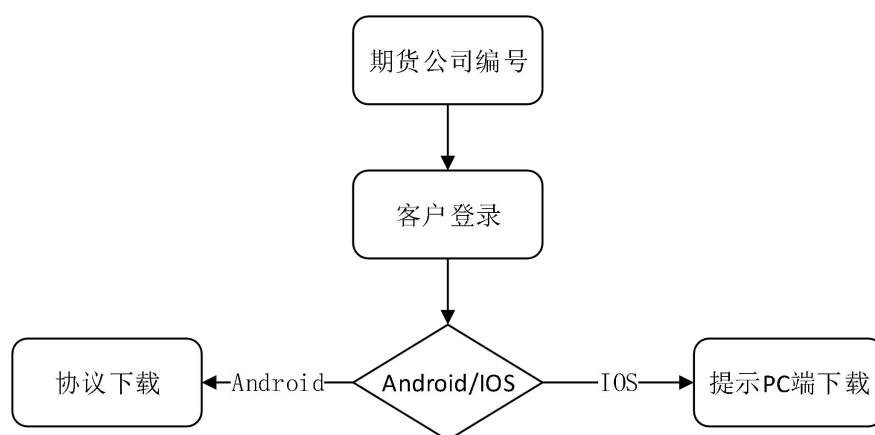 期货公司编号
客户登录
协议下载
Android
Android/IOS
IOS
提示PC端下载